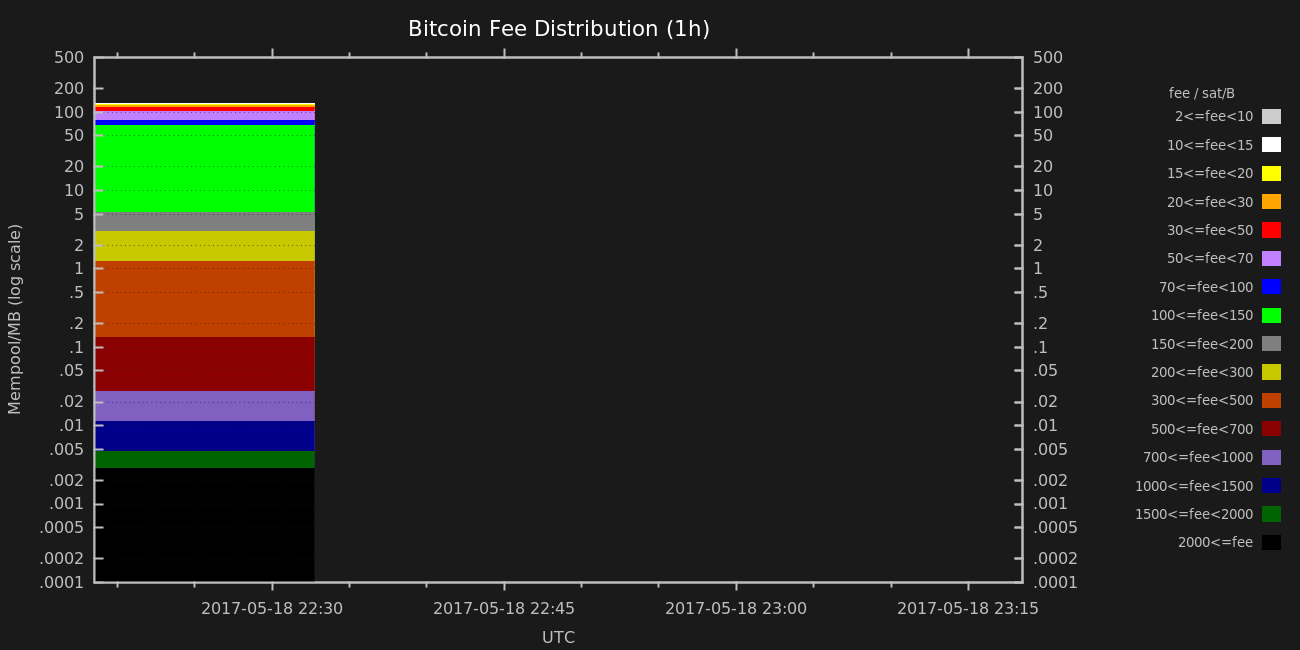 Bitcoin Fee Distribution (1h)
Mempool/MB (log scale)
500
200
100
50
20
10
5
2
1
.5
.2
.1
.05
.02
.01
.005
.002
.001
.0005
.0002
.0001
500
200
100
50
20
10
5
2
1
.5
.2
.1
.05
.02
.01
.005
.002
.001
.0005
.0002
.0001
2017-05-18 22:30
2017-05-18 22:45
2017-05-18 23:00
2017-05-18 23:15
UTC
fee / sat/B
2<=fee<10
10<=fee<15
15<=fee<20
20<=fee<30
30<=fee<50
50<=fee<70
70<=fee<100
100<=fee<150
150<=fee<200
200<=fee<300
300<=fee<500
500<=fee<700
700<=fee<1000
1000<=fee<1500
1500<=fee<2000
2000<=fee